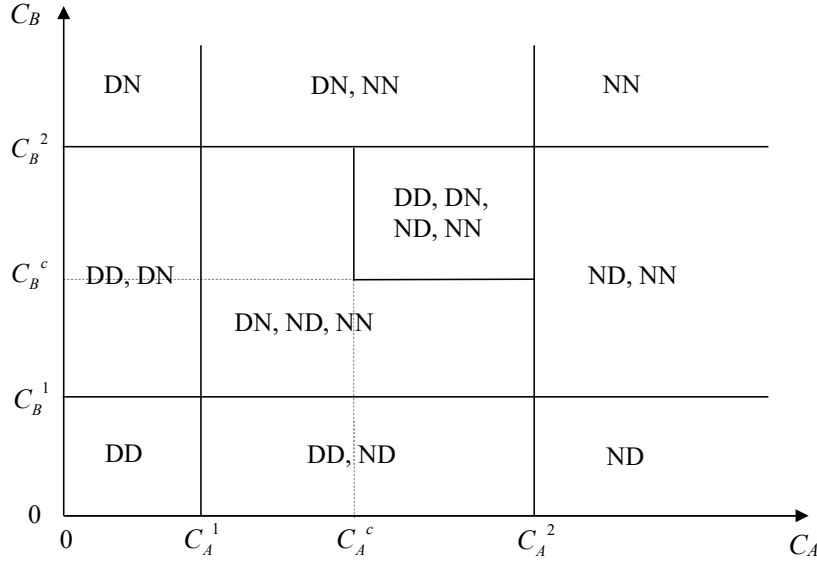 C_B
DN
DN, NN
NN
C_B^2
DD, DN,
ND, NN
C_B^c
DD, DN
ND, NN
DN, ND, NN
C_B^1
DD
DD, ND
ND
0
0
C_A^1
C_A^c
C_A^2
C_A